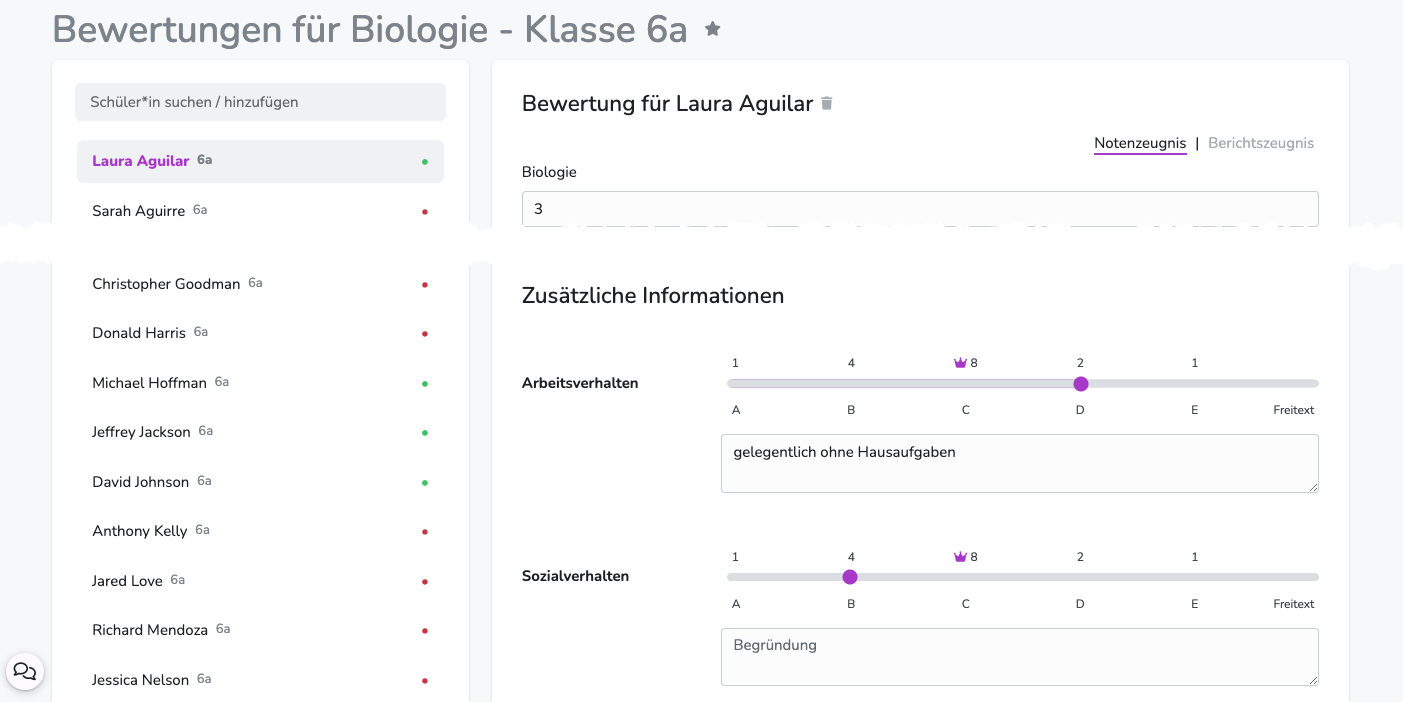 Bewertungen für Biologie - Klasse 6a
Schüler*in suchen / hinzufügen
Laura Aguilar 6a
Sarah Aguirre 6a
Christopher Goodman 6a
Donald Harris 6a
Michael Hoffman 6a
Jeffrey Jackson 6a
David Johnson 6a
Anthony Kelly 6a
Jared Love 6a
Richard Mendoza 6a
Jessica Nelson 6a
Bewertung für Laura Aguilar
Notenzeugnis | Berichtszeugnis
Biologie
3
Zusätzliche Informationen
1 4 8 2 1
Arbeitsverhalten
A B C D E Freitext
gelegentlich ohne Hausaufgaben
1 4 8 2 1
Sozialverhalten
A B C D E Freitext
Begründung